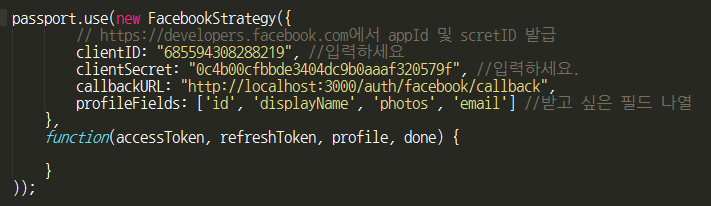 passport.use(new FacebookStrategy({
// https://developers.facebook.com에서 appId 및 scretID 발급
clientID: "685594308288219", //입력하세요
clientSecret: "0c4b00cfbbde3404dc9b0aaaf320579f", //입력하세요.
callbackURL: "http://localhost:3000/auth/facebook/callback",
profileFields: ['id', 'displayName', 'photos', 'email'] //받고 싶은 필드 나열
},
function(accessToken, refreshToken, profile, done) {
}
));